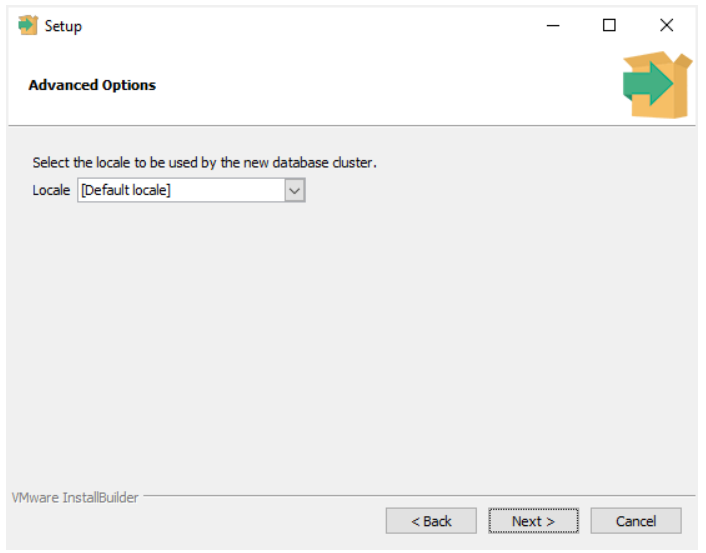 Setup
Advanced Options
Select the locale to be used by the new database cluster.
Locale [Default locale]
VMware InstallBuilder
< Back Next > Cancel